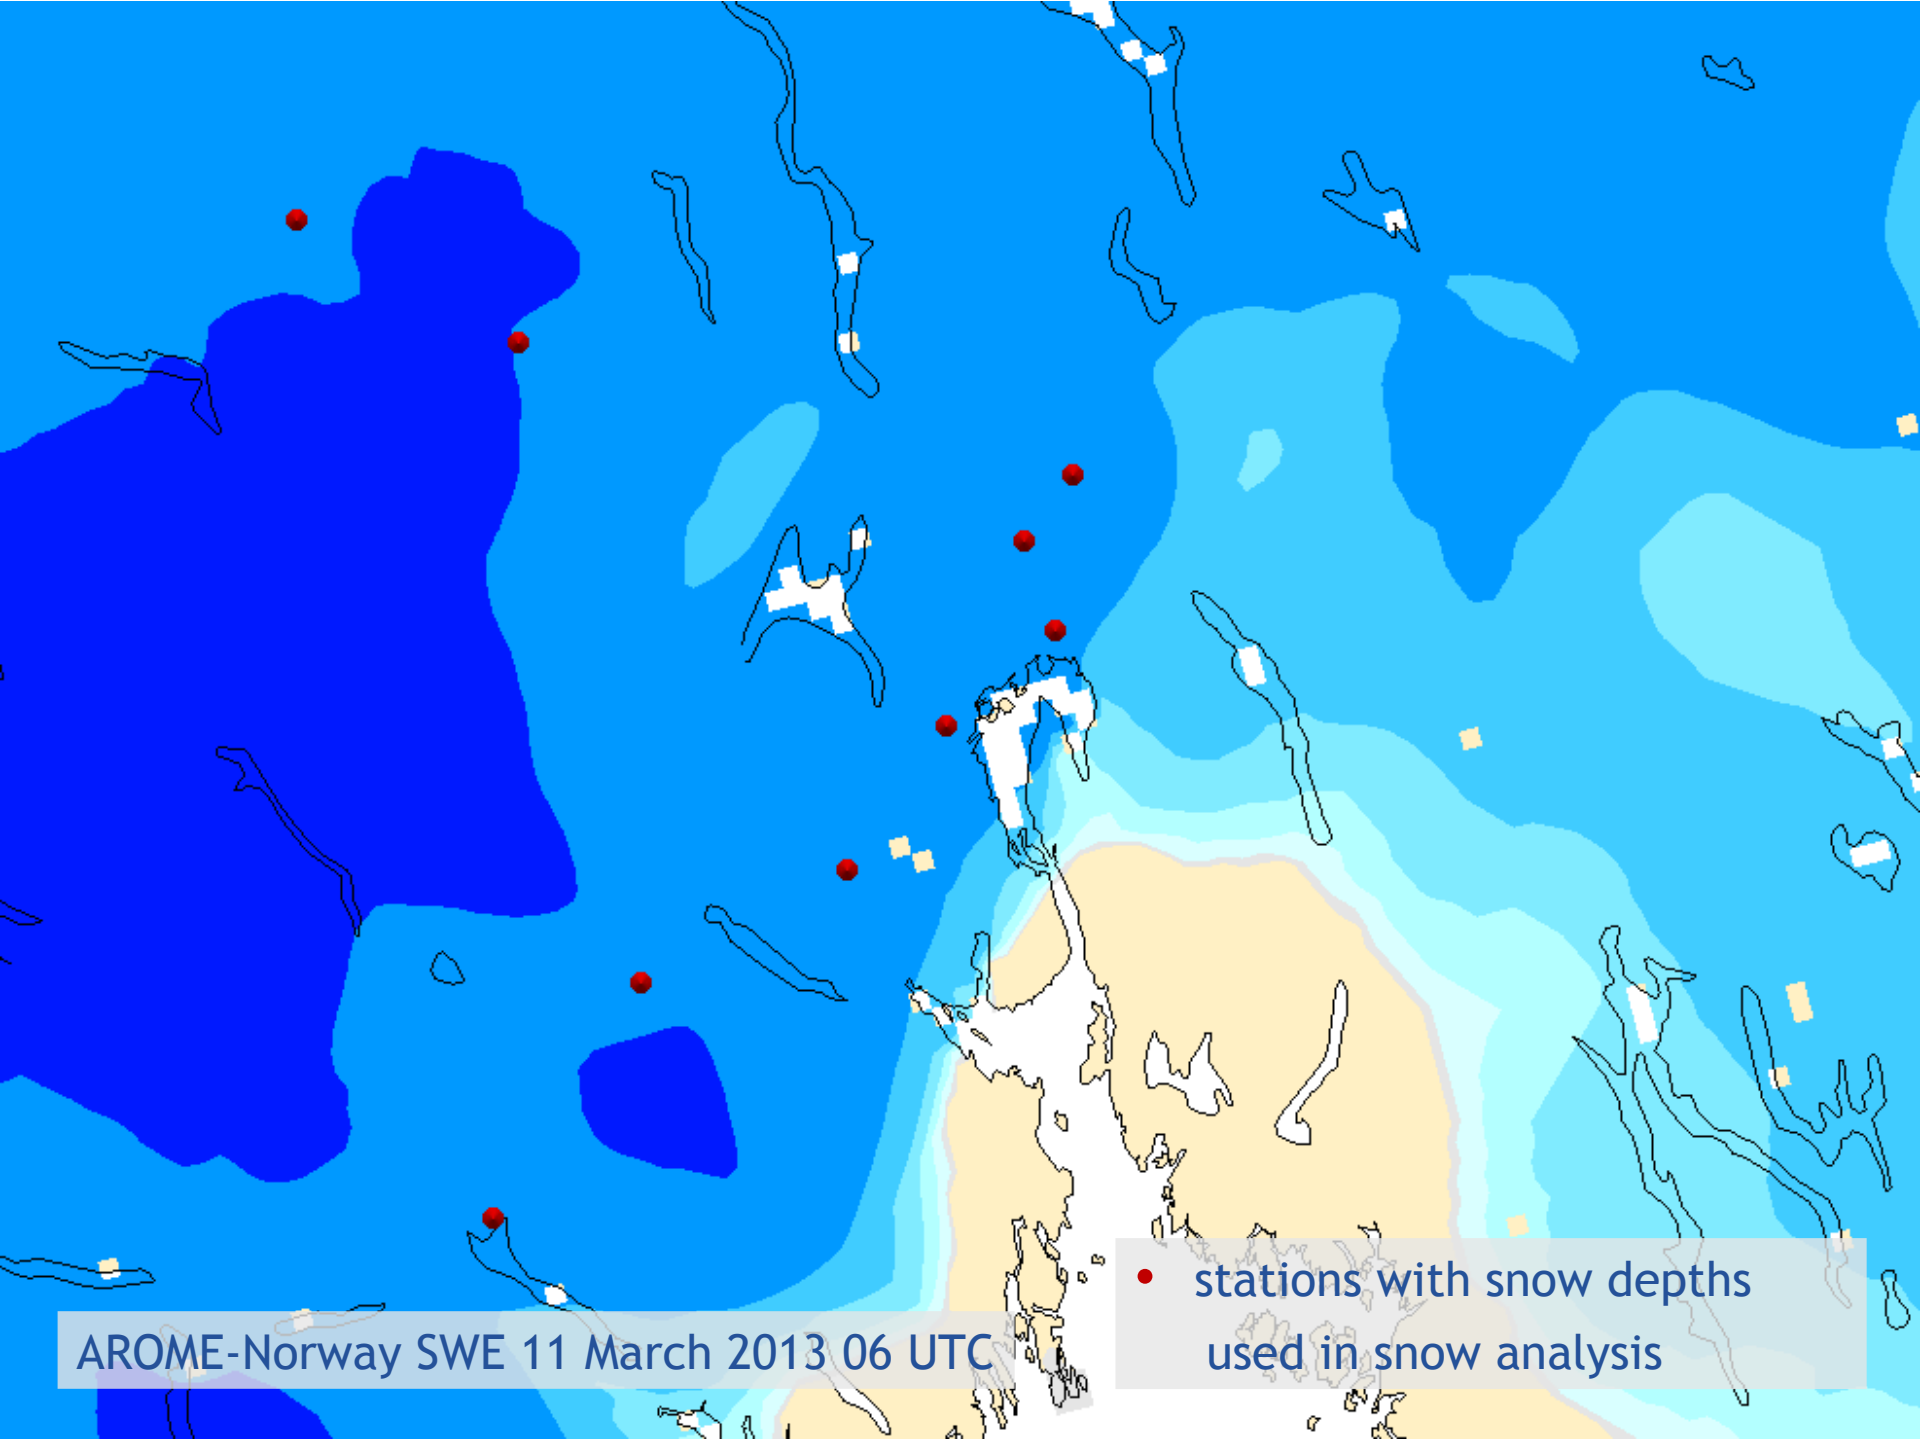 stations with snow depths
used in snow analysis
AROME-Norway SWE 11 March 2013 06 UTC